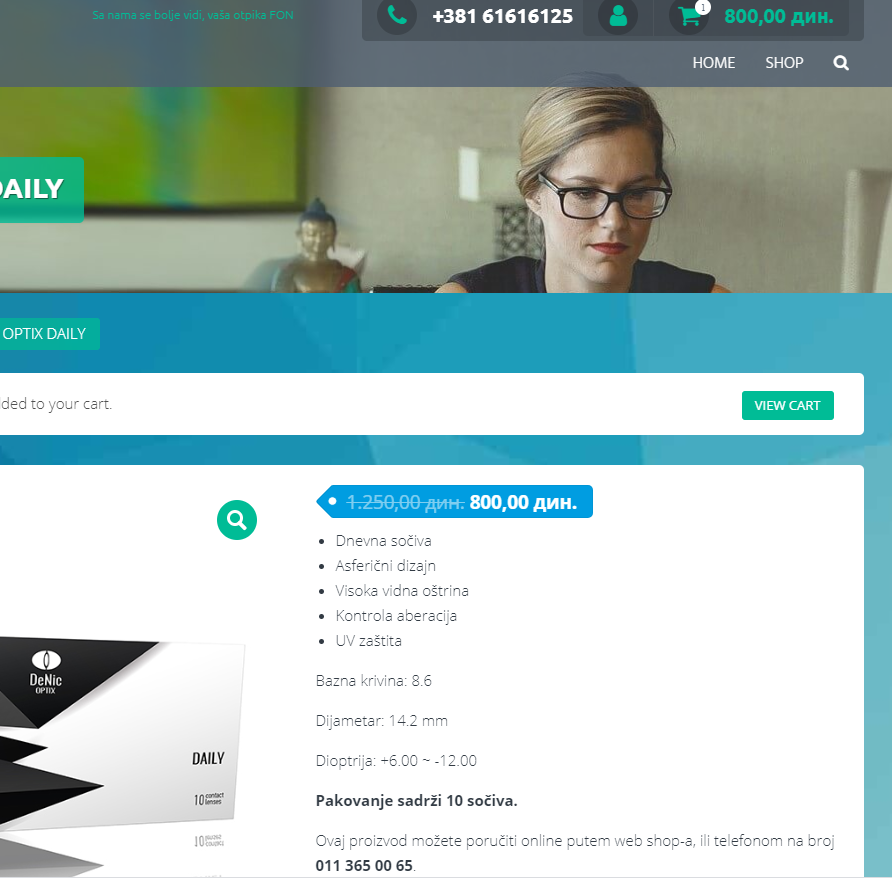 Sa nama se bolje vidi, vaša otpika FON
+381 61616125
1
800,00 дин.
HOME
SHOP
DAILY
OPTIX DAILY
dded to your cart.
VIEW CART
1.250,00 дин. 800,00 дин.
Dnevna sočiva
Asferični dizajn
Visoka vidna oštrina
Kontrola aberacija
UV zaštita
Bazna krivina: 8.6
Dijametar: 14.2 mm
Dioptrija: +6.00 ~ -12.00
Pakovanje sadrži 10 sočiva.
Ovaj proizvod možete poručiti online putem web shop-a, ili telefonom na broj
011 365 00 65.
DeNic
OPTIX
DAILY
10 contact
lenses